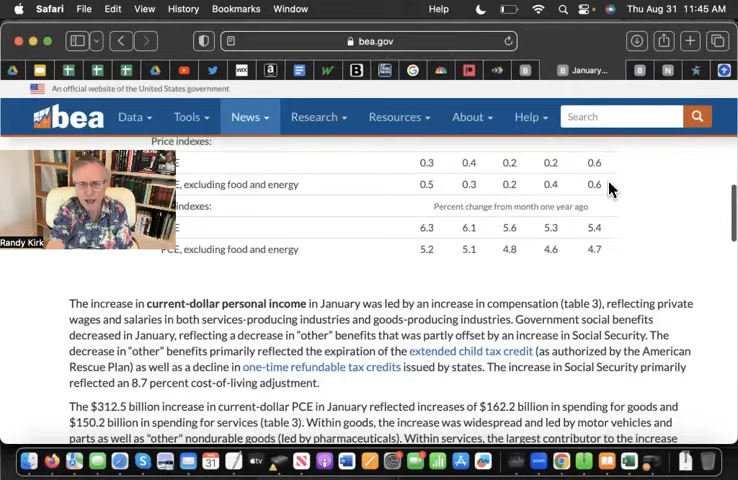 Safari File Edit View History Bookmarks Window Help Thu Aug 31 11:45 AM
bea.gov
January...
An official website of the United States government
bea Data Tools News Research Resources About Help Search
Price indexes:
E 0.3 0.4 0.2 0.2 0.6
E, excluding food and energy 0.5 0.3 0.2 0.4 0.6
indexes: Percent change from month one year ago
E 6.3 6.1 5.6 5.3 5.4
PCE, excluding food and energy 5.2 5.1 4.8 4.6 4.7
Randy Kirk
The increase in current-dollar personal income in January was led by an increase in compensation (table 3), reflecting private
wages and salaries in both services-producing industries and goods-producing industries. Government social benefits
decreased in January, reflecting a decrease in "other" benefits that was partly offset by an increase in Social Security. The
decrease in "other" benefits primarily reflected the expiration of the extended child tax credit (as authorized by the American
Rescue Plan) as well as a decline in one-time refundable tax credits issued by states. The increase in Social Security primarily
reflected an 8.7 percent cost-of-living adjustment.
The $312.5 billion increase in current-dollar PCE in January reflected increases of $162.2 billion in spending for goods and
$150.2 billion in spending for services (table 3). Within goods, the increase was widespread and led by motor vehicles and
parts as well as "other" nondurable goods (led by pharmaceuticals). Within services, the largest contributor to the increase